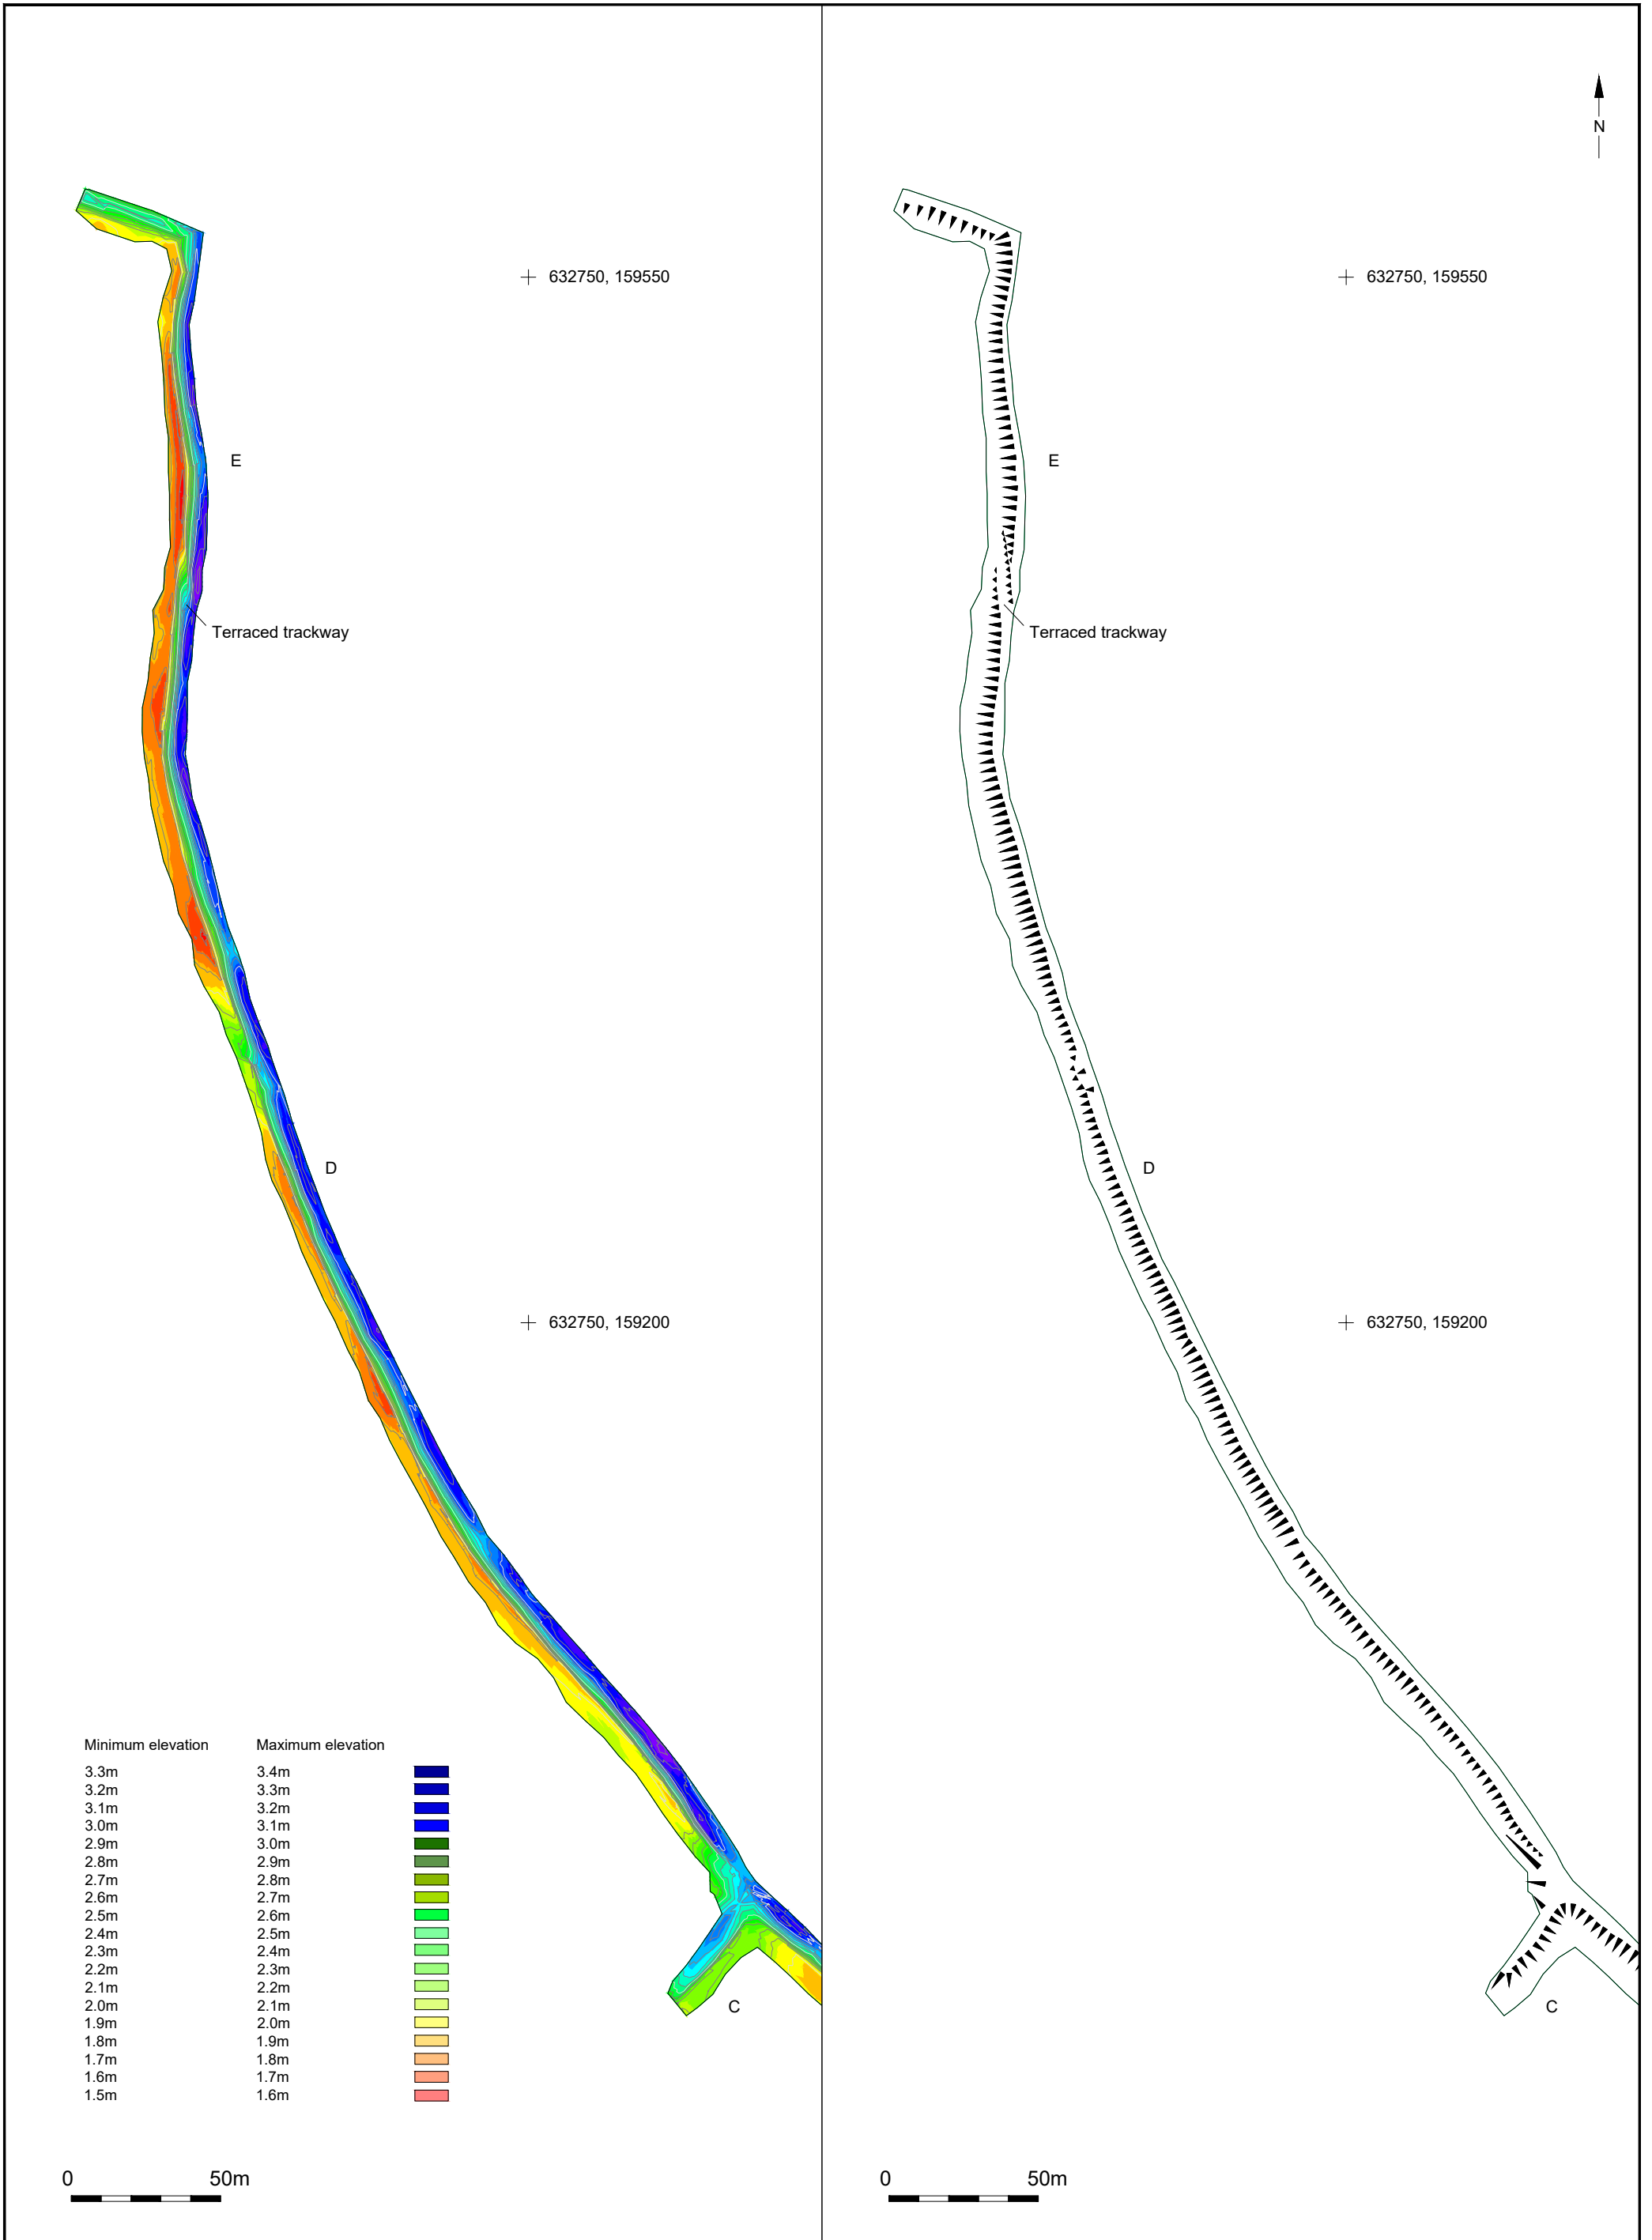 632750, 159550
E
Terraced trackway
D
632750, 159200
Minimum elevation Maximum elevation
3.3m 3.4m
3.2m 3.3m
3.1m 3.2m
3.0m 3.1m
2.9m 3.0m
2.8m 2.9m
2.7m 2.8m
2.6m 2.7m
2.5m 2.6m
2.4m 2.5m
2.3m 2.4m
2.2m 2.3m
2.1m 2.2m
2.0m 2.1m
1.9m 2.0m
1.8m 1.9m
1.7m 1.8m
1.6m 1.7m
1.5m 1.6m
C
0 50m
N
632750, 159550
E
Terraced trackway
D
632750, 159200
C
0 50m